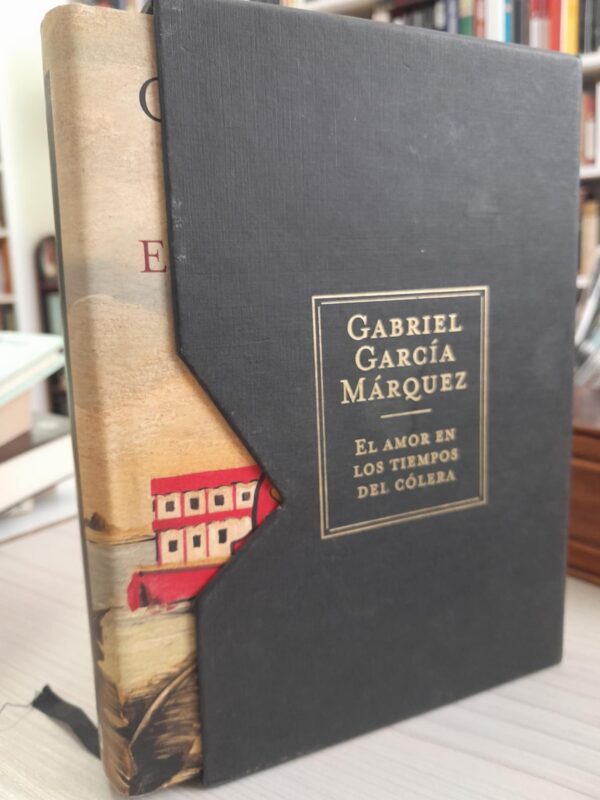 G
E
GABRIEL
GARCÍA
MÁRQUEZ
EL AMOR EN
LOS TIEMPOS
DEL CÓLERA